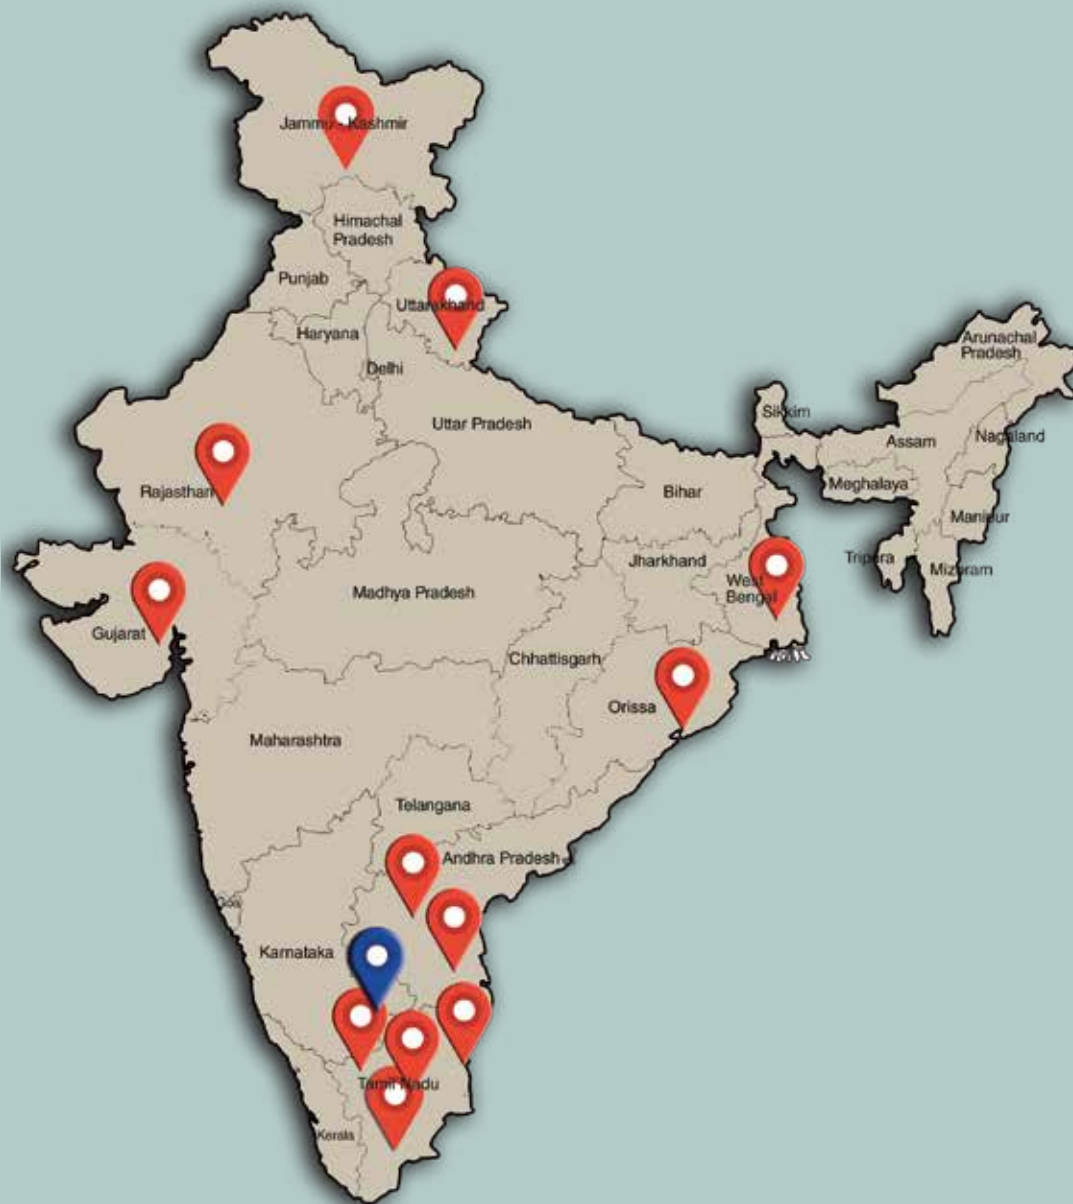 Jammu - Kashmir
Himachal
Pradesh
Punjab
Uttarakhand
Haryana
Delhi
Arunachal
Pradesh
Sikkim
Uttar Pradesh
Assam
Nagaland
Rajasthan
Bihar
Meghalaya
Manipur
Jharkhand
Tripura
Mizoram
West
Bengal
Madhya Pradesh
Gujarat
Chhattisgarh
Orissa
Maharashtra
Telangana
Andhra Pradesh
Goa
Karnataka
Tamil Nadu
Kerala